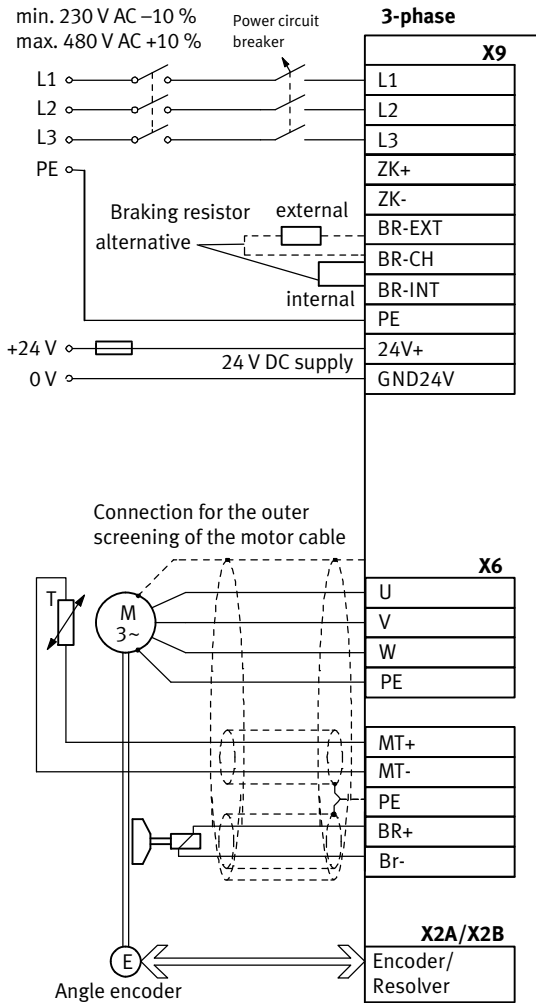 min. 230 V AC –10 %
max. 480 V AC +10 %
Power circuit
breaker
3-phase
X9
L1
L1
L2
L2
L3
L3
PE
ZK+
ZK-
Braking resistor
alternative
external
BR-EXT
BR-CH
internal
BR-INT
PE
+24 V
24 V DC supply
24V+
0 V
GND24V
Connection for the outer
screening of the motor cable
X6
T
M
3~
U
V
W
PE
MT+
MT-
PE
BR+
Br-
X2A/X2B
E
Encoder/
Resolver
Angle encoder